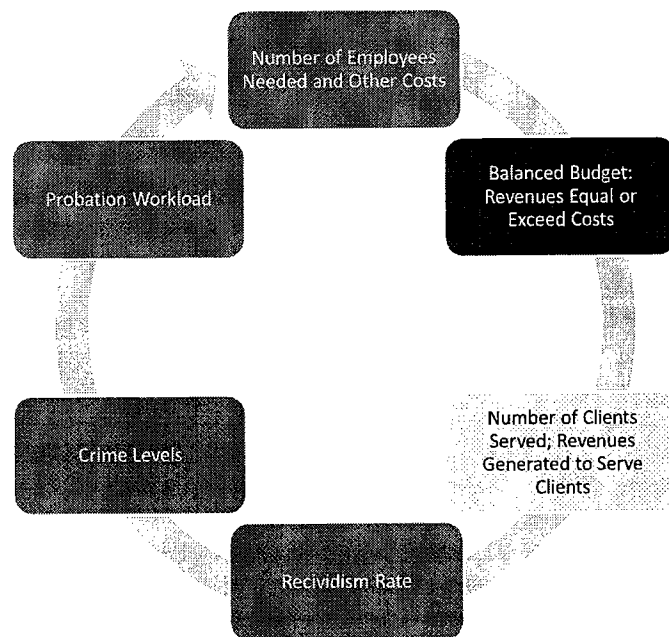 Number of Employees
Needed and Other Costs
Balanced Budget:
Revenues Equal or
Exceed Costs
Number of Clients
Served; Revenues
Generated to Serve
Clients
Recividism Rate
Crime Levels
Probation Workload